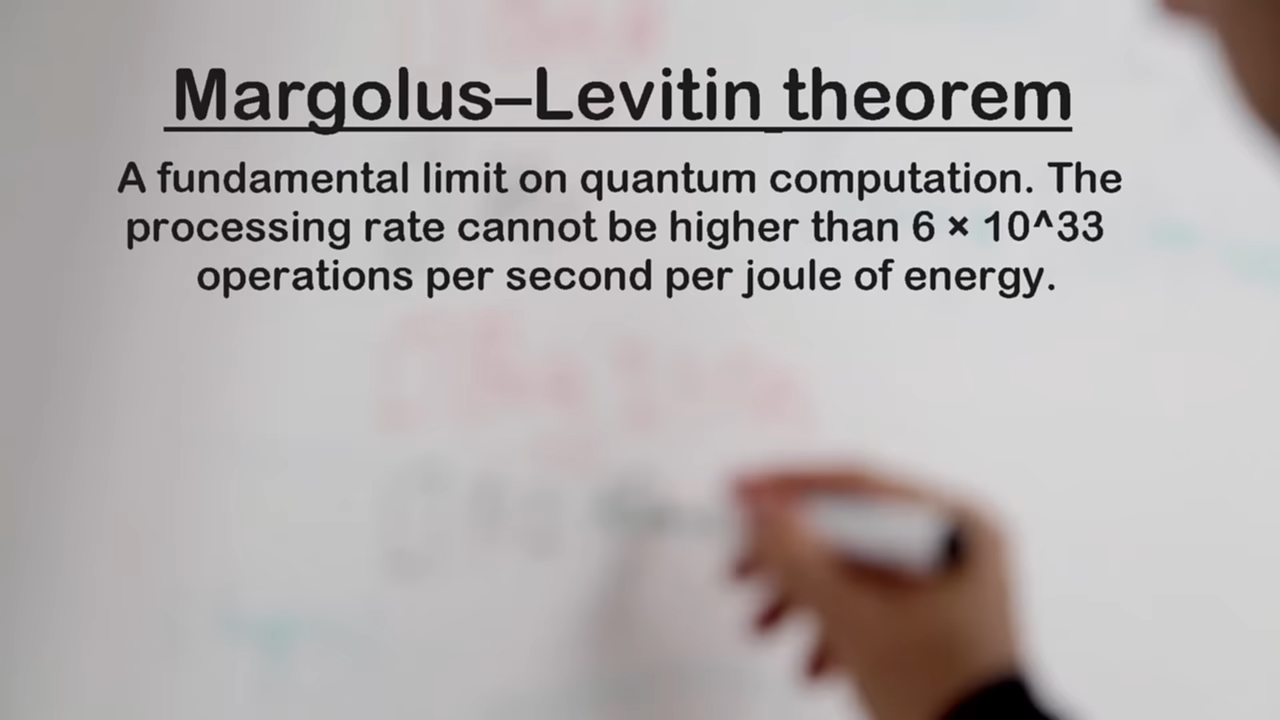 Margolus–Levitin theorem
A fundamental limit on quantum computation. The
processing rate cannot be higher than 6 × 10^33
operations per second per joule of energy.